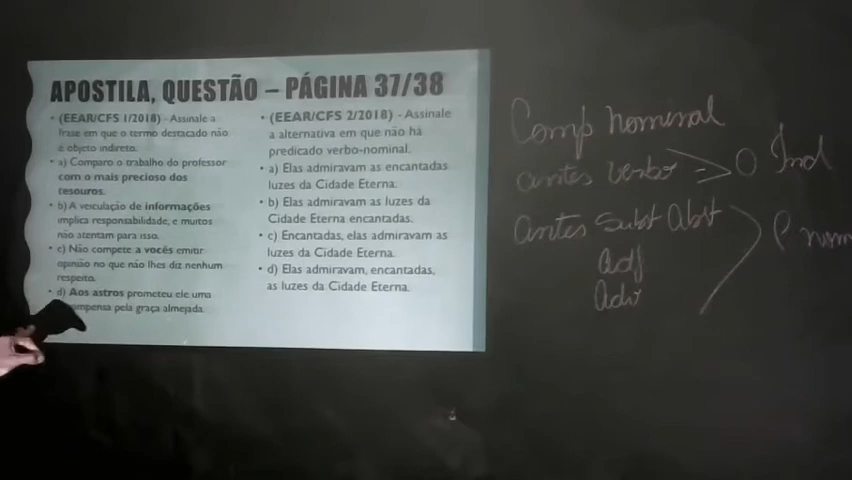 APOSTILA, QUESTÃO – PÁGINA 37/38
• (EEAR/CFS 1/2018) - Assinale a
frase em que o termo destacado não
é objeto indireto.
• a) Comparo o trabalho do professor
com o mais precioso dos
tesouros.
• b) A veiculação de informações
implica responsabilidade, e muitos
não atentam para isso.
• c) Não compete a vocês emitir
opinião no que não lhes diz nenhum
respeito.
• d) Aos astros prometeu ele uma
pela graça almejada.
• (EEAR/CFS 2/2018) - Assinale
a alternativa em que não há
predicado verbo-nominal.
• a) Elas admiravam as encantadas
luzes da Cidade Eterna.
• b) Elas admiravam as luzes da
Cidade Eterna encantadas.
• c) Encantadas, elas admiravam as
luzes da Cidade Eterna.
• d) Elas admiravam, encantadas,
as luzes da Cidade Eterna.
Comp nominal
antes verbo = O Ind
antes Subst Abst
C nom
Adj
Adv